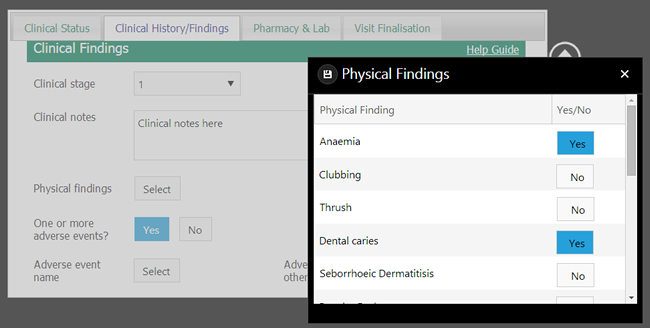 Clinical Status Clinical History/Findings Pharmacy & Lab Visit Finalisation
Clinical Findings Help Guide
Clinical stage 1
Clinical notes Clinical notes here
Physical findings Select
One or more adverse events? Yes No
Adverse event name Select
Adve
other
Physical Findings
Physical Finding Yes/No
Anaemia Yes
Clubbing No
Thrush No
Dental caries Yes
Seborrhoeic Dermatitisis No